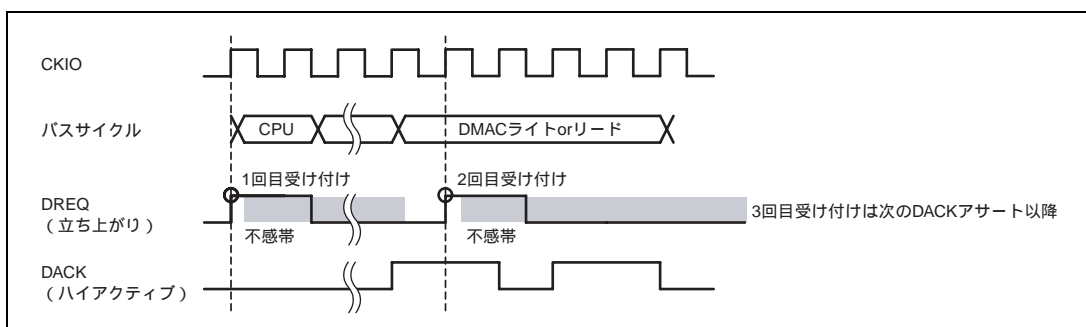 CKIO
バスサイクル
CPU
DMACライトorリード
DREQ
（立ち上がり）
1回目受け付け
2回目受け付け
不感帯
不感帯
3回目受け付けは次のDACKアサート以降
DACK
（ハイアクティブ）